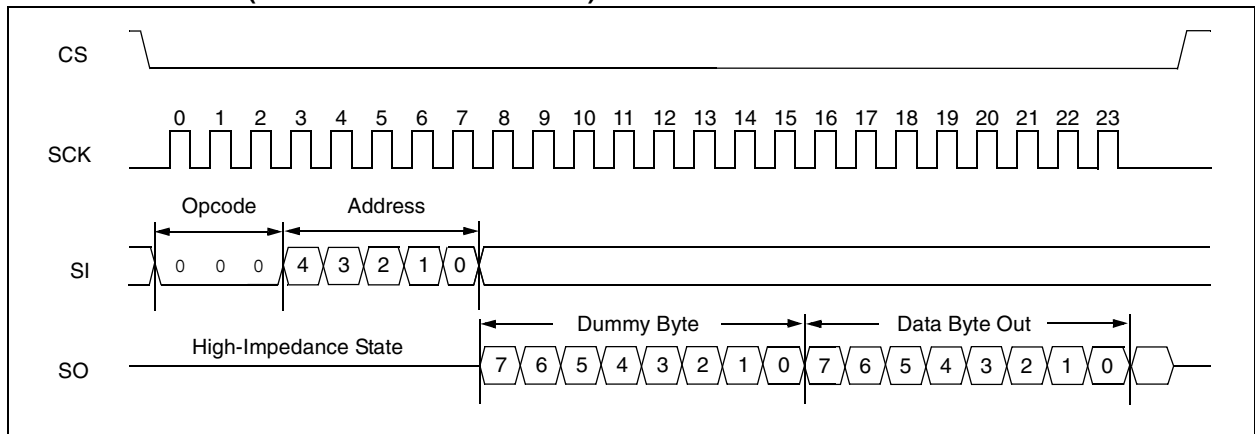 CS
0 1 2 3 4 5 6 7 8 9 10 11 12 13 14 15 16 17 18 19 20 21 22 23
SCK
Opcode Address
SI 0 0 0 4 3 2 1 0
Dummy Byte Data Byte Out
High-Impedance State
SO 7 6 5 4 3 2 1 0 7 6 5 4 3 2 1 0